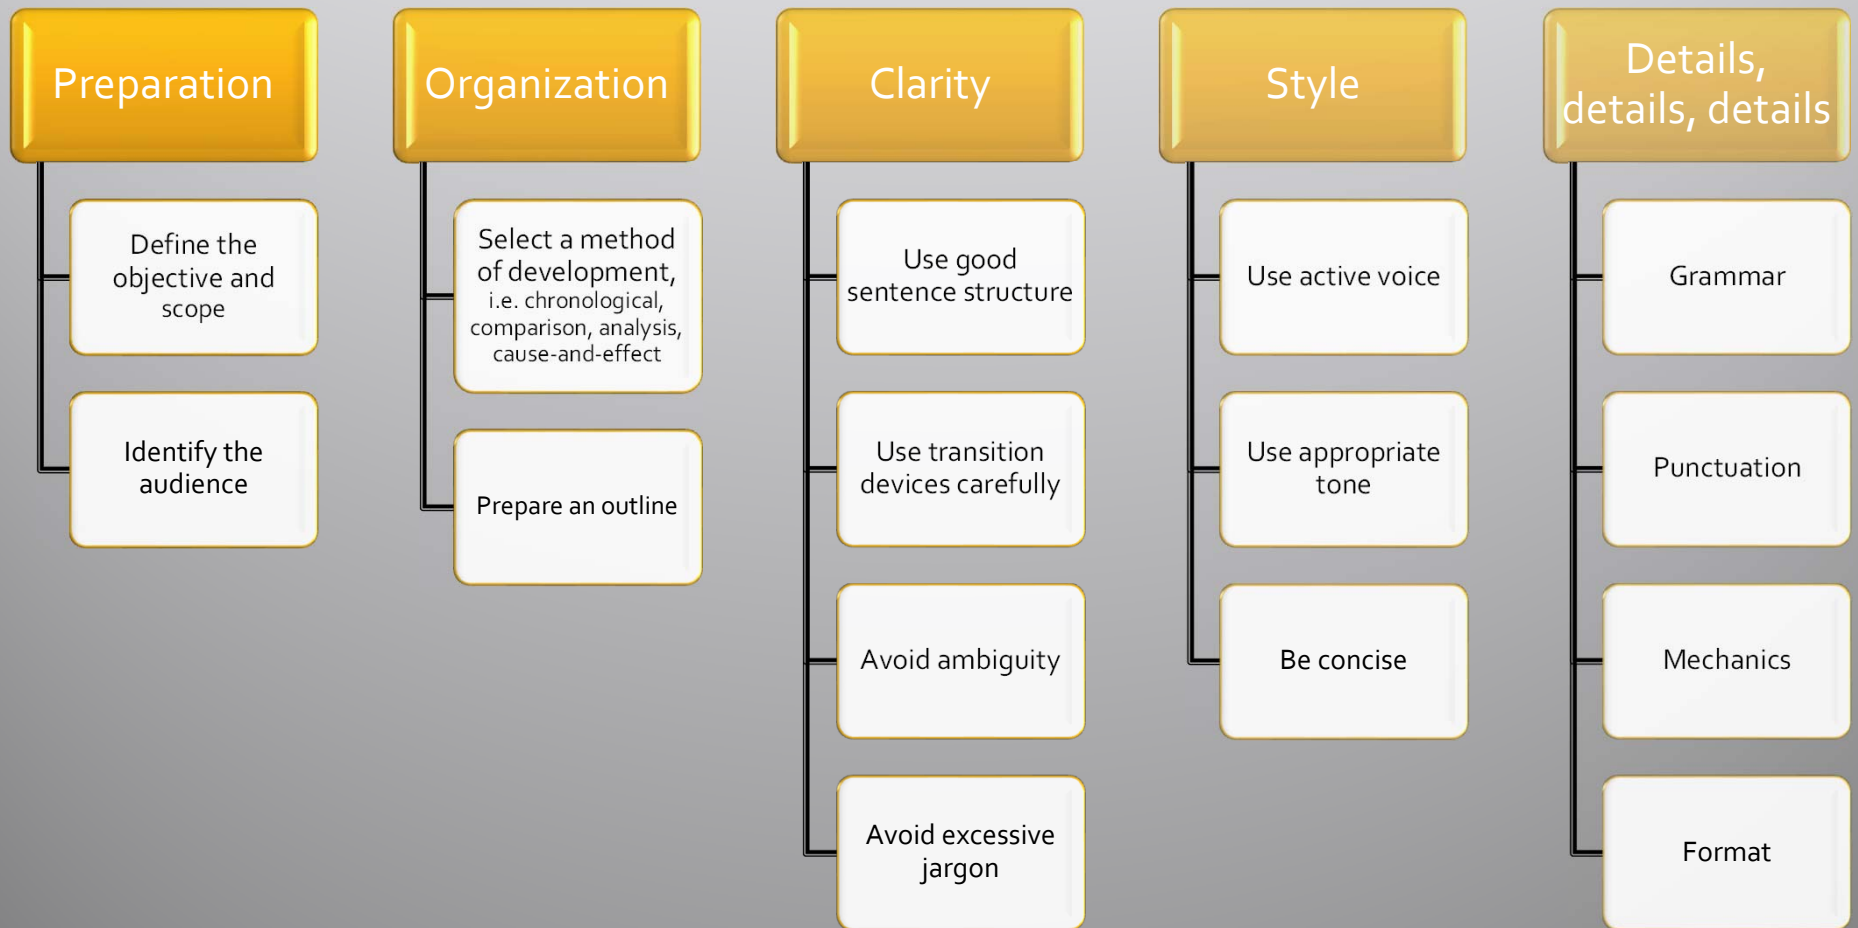 Preparation
Define the
objective and
scope
Identify the
audience
Organization
Select a method
of development,
i.e. chronological,
comparison, analysis,
cause-and-effect
Prepare an outline
Clarity
Use good
sentence structure
Use transition
devices carefully
Avoid ambiguity
Avoid excessive
jargon
Style
Use active voice
Use appropriate
tone
Be concise
Details,
details, details
Grammar
Punctuation
Mechanics
Format